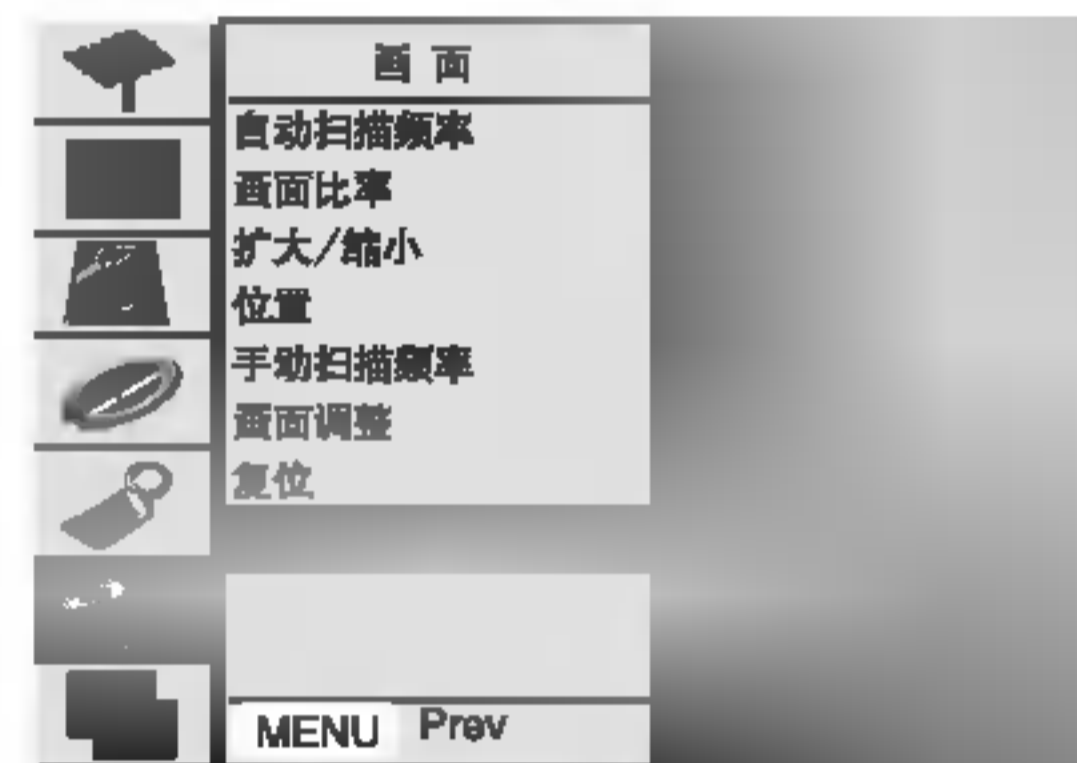 画 面
自动扫描频率
画面比率
扩大/缩小
位置
手动扫描频率
画面调整
复位
MENU Prev